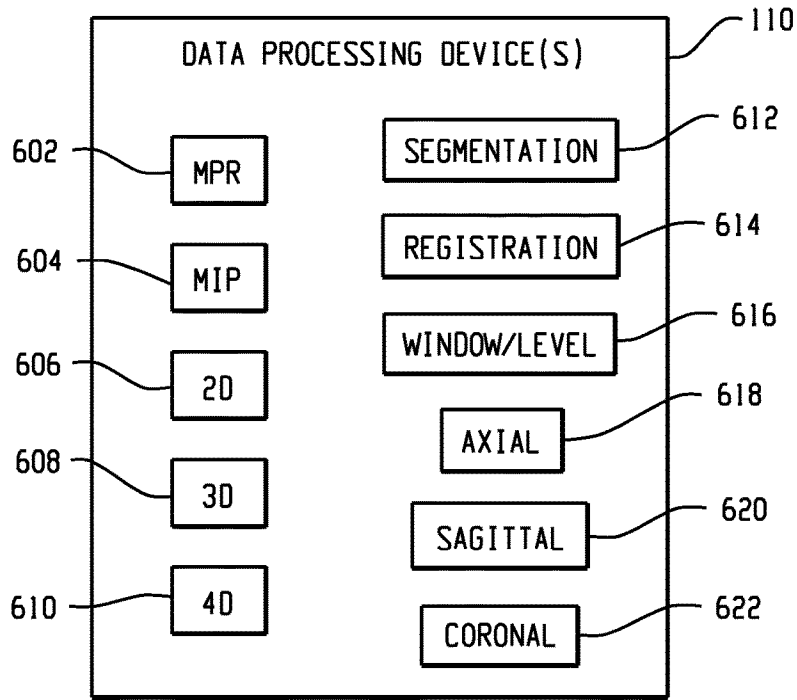 110
DATA PROCESSING DEVICE(S)
602
MPR
SEGMENTATION
612
604
MIP
REGISTRATION
614
606
2D
WINDOW/LEVEL
616
608
3D
AXIAL
618
610
4D
SAGITTAL
620
CORONAL
622